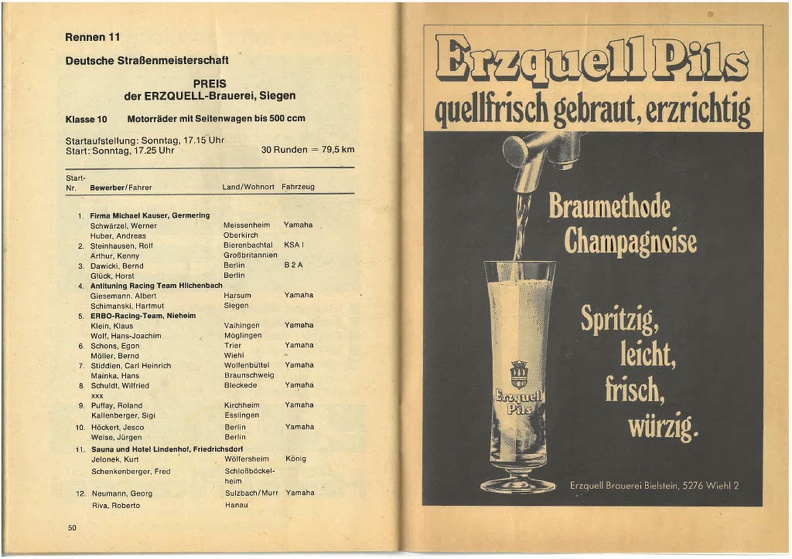 Rennen 11
Deutsche Straßenmeisterschaft
PREIS
der ERZQUELL-Brauerei, Siegen
Klasse 10 Motorräder mit Seitenwagen bis 500 ccm
Startaufstellung: Sonntag, 17.15 Uhr
Start: Sonntag, 17.25 Uhr 30 Runden = 79,5 km
Start-
Nr. Bewerber/Fahrer Land/Wohnort Fahrzeug
1. Firma Michael Kauser, Germering
Schwärzel, Werner Meissenheim Yamaha
Huber, Andreas Oberkirch
2. Steinhausen, Rolf Bierenbachtal KSA I
Arthur, Kenny Großbritannien
3. Dawicki, Bernd Berlin B 2 A
Glück, Horst Berlin
4. Antituning Racing Team Hilchenbach
Giesemann, Albert Harsum Yamaha
Schimanski, Hartmut Siegen
5. ERBO-Racing-Team, Nieheim
Klein, Klaus Vaihingen Yamaha
Wolf, Hans-Joachim Möglingen
6. Schons, Egon Trier Yamaha
Möller, Bernd Wiehl
7. Stiddien, Carl Heinrich Wolfenbüttel Yamaha
Mainka, Hans Braunschweig
8. Schuldt, Wilfried Bleckede Yamaha
xxx
9. Puffay, Roland Kirchheim Yamaha
Kallenberger, Sigi Esslingen
10. Höckert, Jesco Berlin Yamaha
Weise, Jürgen Berlin
11. Sauna und Hotel Lindenhof, Friedrichsdorf
Jelonek, Kurt Wölfersheim König
Schenkenberger, Fred Schloßböckel-
heim
12. Neumann, Georg Sulzbach/Murr Yamaha
Riva, Roberto Hanau
50
Erzquell Pils
quellfrisch gebraut, erzrichtig
Braumethode
Champagnoise
Spritzig,
leicht,
frisch,
würzig.
Erzquell
Pils
Erzquell Brauerei Bielstein, 5276 Wiehl 2